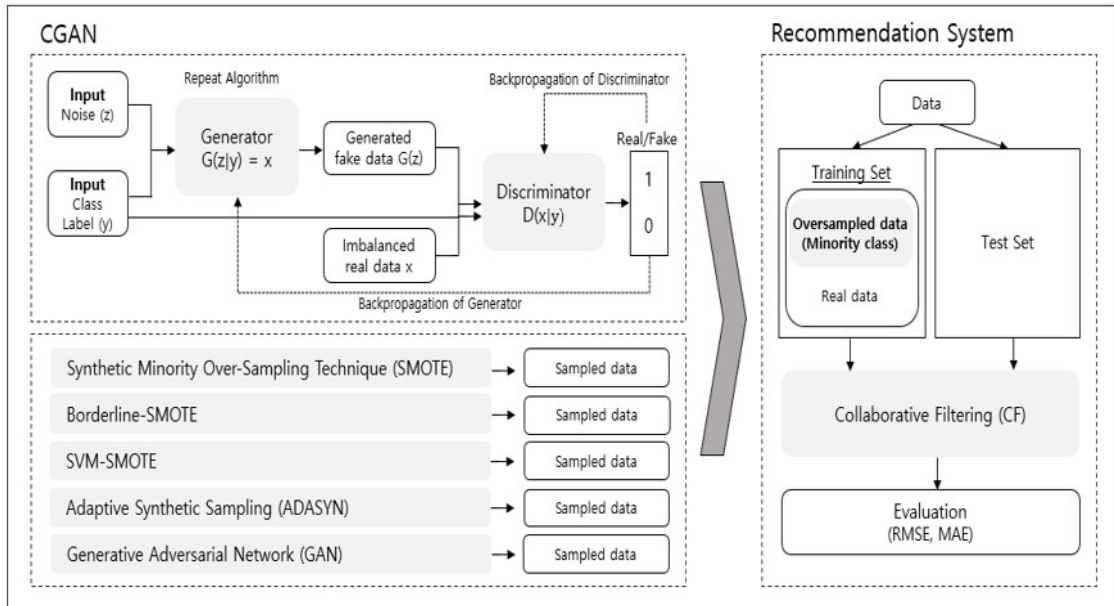 CGAN
Recommendation System
Input
Noise (z)
Input
Class
Label (y)
Repeat Algorithm
Generator
G(z|y) = x
Generated
fake data G(z)
Imbalanced
real data x
Backpropagation of Discriminator
Discriminator
D(x|y)
Real/Fake
1
0
Backpropagation of Generator
Synthetic Minority Over-Sampling Technique (SMOTE)
Sampled data
Borderline-SMOTE
Sampled data
SVM-SMOTE
Sampled data
Adaptive Synthetic Sampling (ADASYN)
Sampled data
Generative Adversarial Network (GAN)
Sampled data
Data
Training Set
Oversampled data
(Minority class)
Real data
Test Set
Collaborative Filtering (CF)
Evaluation
(RMSE, MAE)